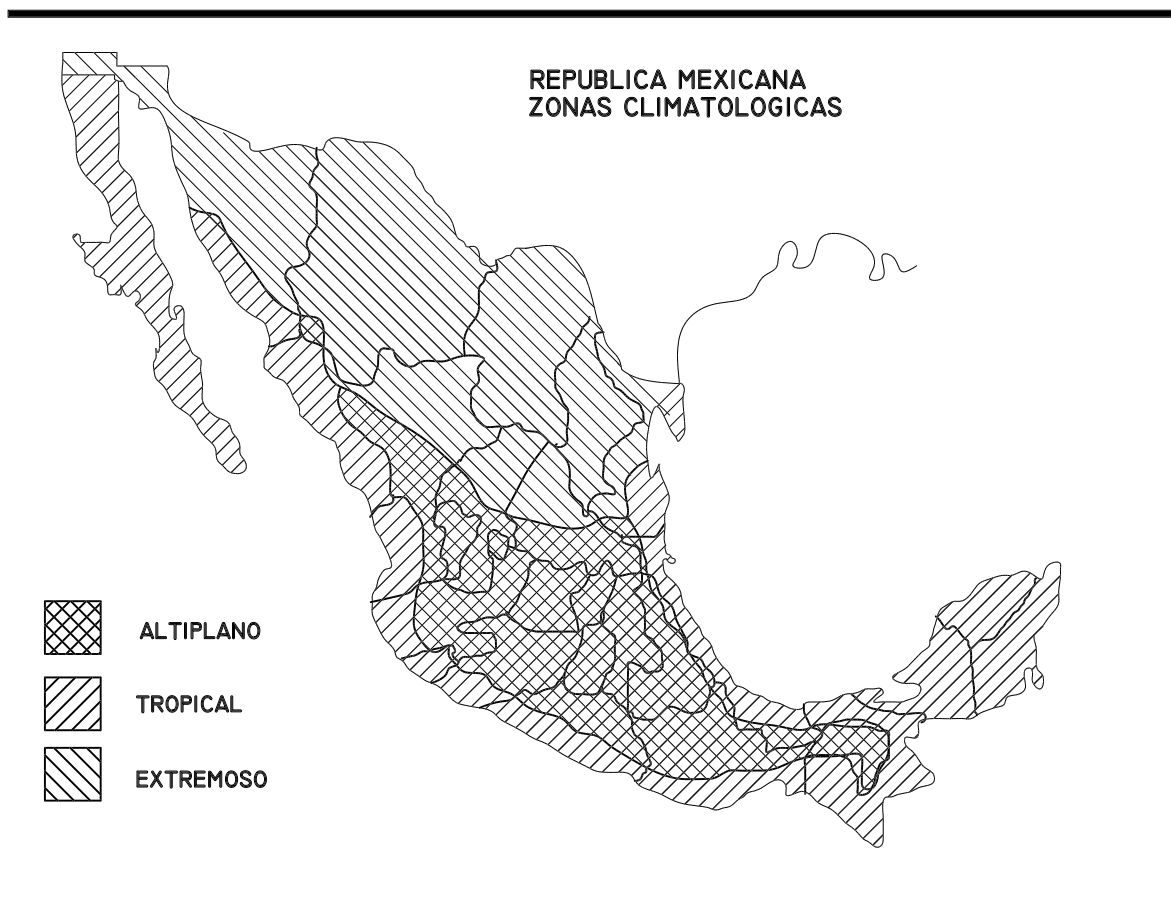 REPUBLICA MEXICANA
ZONAS CLIMATOLOGICAS
ALTIPLANO
TROPICAL
EXTREMOSO